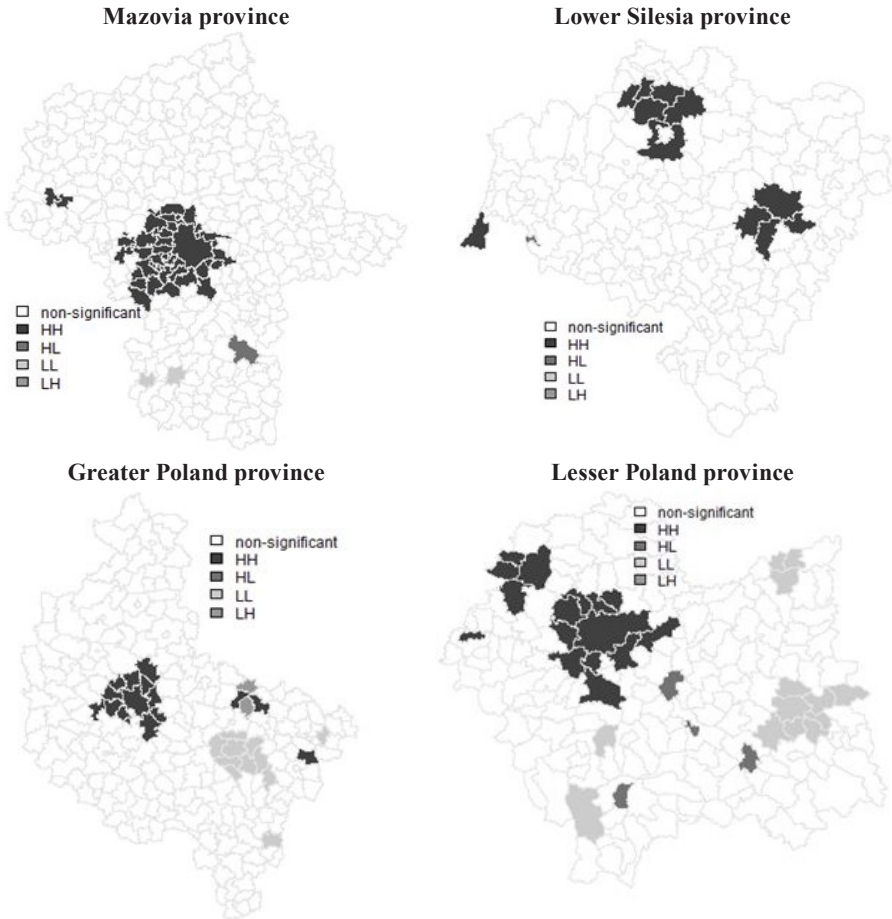 Mazovia province
non-significant
HH
HL
LL
LH
Lower Silesia province
non-significant
HH
HL
LL
LH
Greater Poland province
non-significant
HH
HL
LL
LH
Lesser Poland province
non-significant
HH
HL
LL
LH